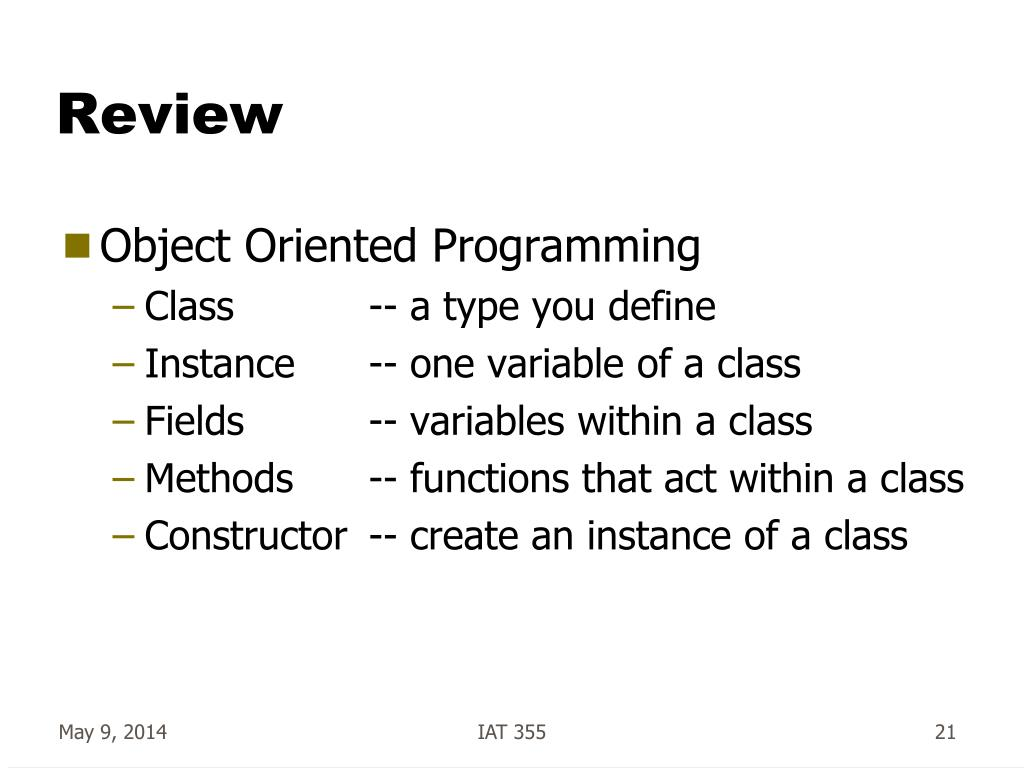 Review
Object Oriented Programming
– Class -- a type you define
– Instance -- one variable of a class
– Fields -- variables within a class
– Methods -- functions that act within a class
– Constructor -- create an instance of a class
May 9, 2014 IAT 355 21